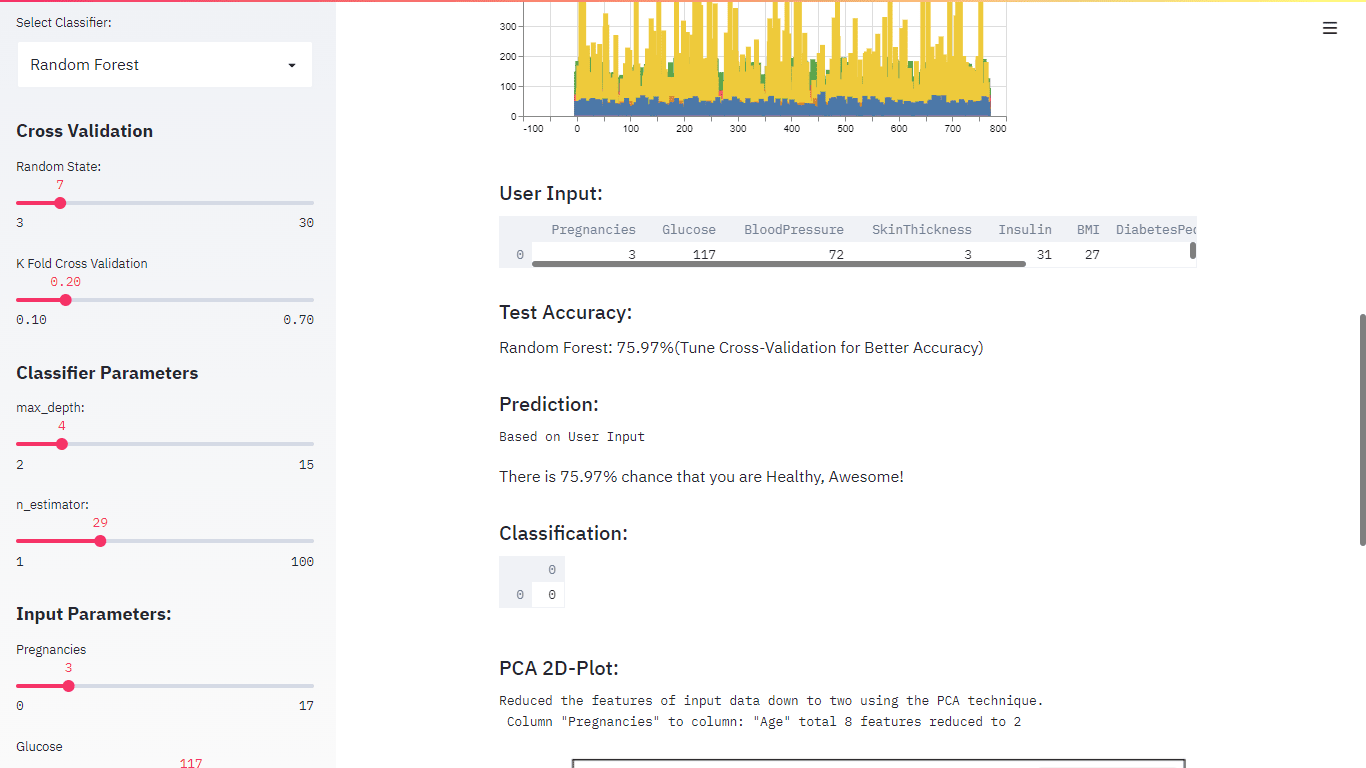 Select Classifier:
Random Forest
Cross Validation
Random State:
7
3 30
K Fold Cross Validation
0.20
0.10 0.70
Classifier Parameters
max_depth:
4
2 15
n_estimator:
29
1 100
Input Parameters:
Pregnancies
3
0 17
Glucose
117
300
200
100
0
-100 0 100 200 300 400 500 600 700 800
User Input:
Pregnancies Glucose BloodPressure SkinThickness Insulin BMI DiabetesPed
0 3 117 72 3 31 27
Test Accuracy:
Random Forest: 75.97%(Tune Cross-Validation for Better Accuracy)
Prediction:
Based on User Input
There is 75.97% chance that you are Healthy, Awesome!
Classification:
0
0 0
PCA 2D-Plot:
Reduced the features of input data down to two using the PCA technique.
Column "Pregnancies" to column: "Age" total 8 features reduced to 2